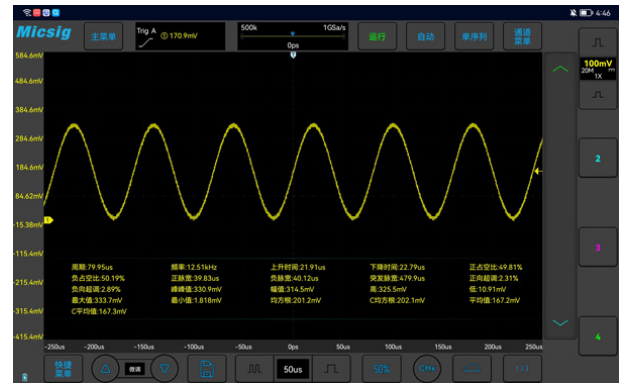 4:46
Micsig
主菜单
Trig A
① 170.9mV
500k
1GSa/s
0ps
运行
自动
单序列
通道
菜单
100mV
20M
1X
584.6mV
484.6mV
384.6mV
284.6mV
184.6mV
84.62mV
-15.38mV
-115.4mV
-215.4mV
-315.4mV
-415.4mV
T
1
2
3
4
周期:79.95us 频率:12.51kHz 上升时间:21.91us 下降时间:22.79us 正占空比:49.81%
负占空比:50.19% 正脉宽:39.83us 负脉宽:40.12us 突发脉宽:479.9us 正向超调:2.31%
负向超调:2.89% 峰峰值:330.9mV 幅值:314.5mV 高:325.5mV 低:10.91mV
最大值:333.7mV 最小值:1.818mV 均方根:201.2mV C均方根:202.1mV 平均值:167.2mV
C平均值:167.3mV
-250us -200us -150us -100us -50us 0ps 50us 100us 150us 200us 250us
快捷
菜单
微调
50us
50%
CHx